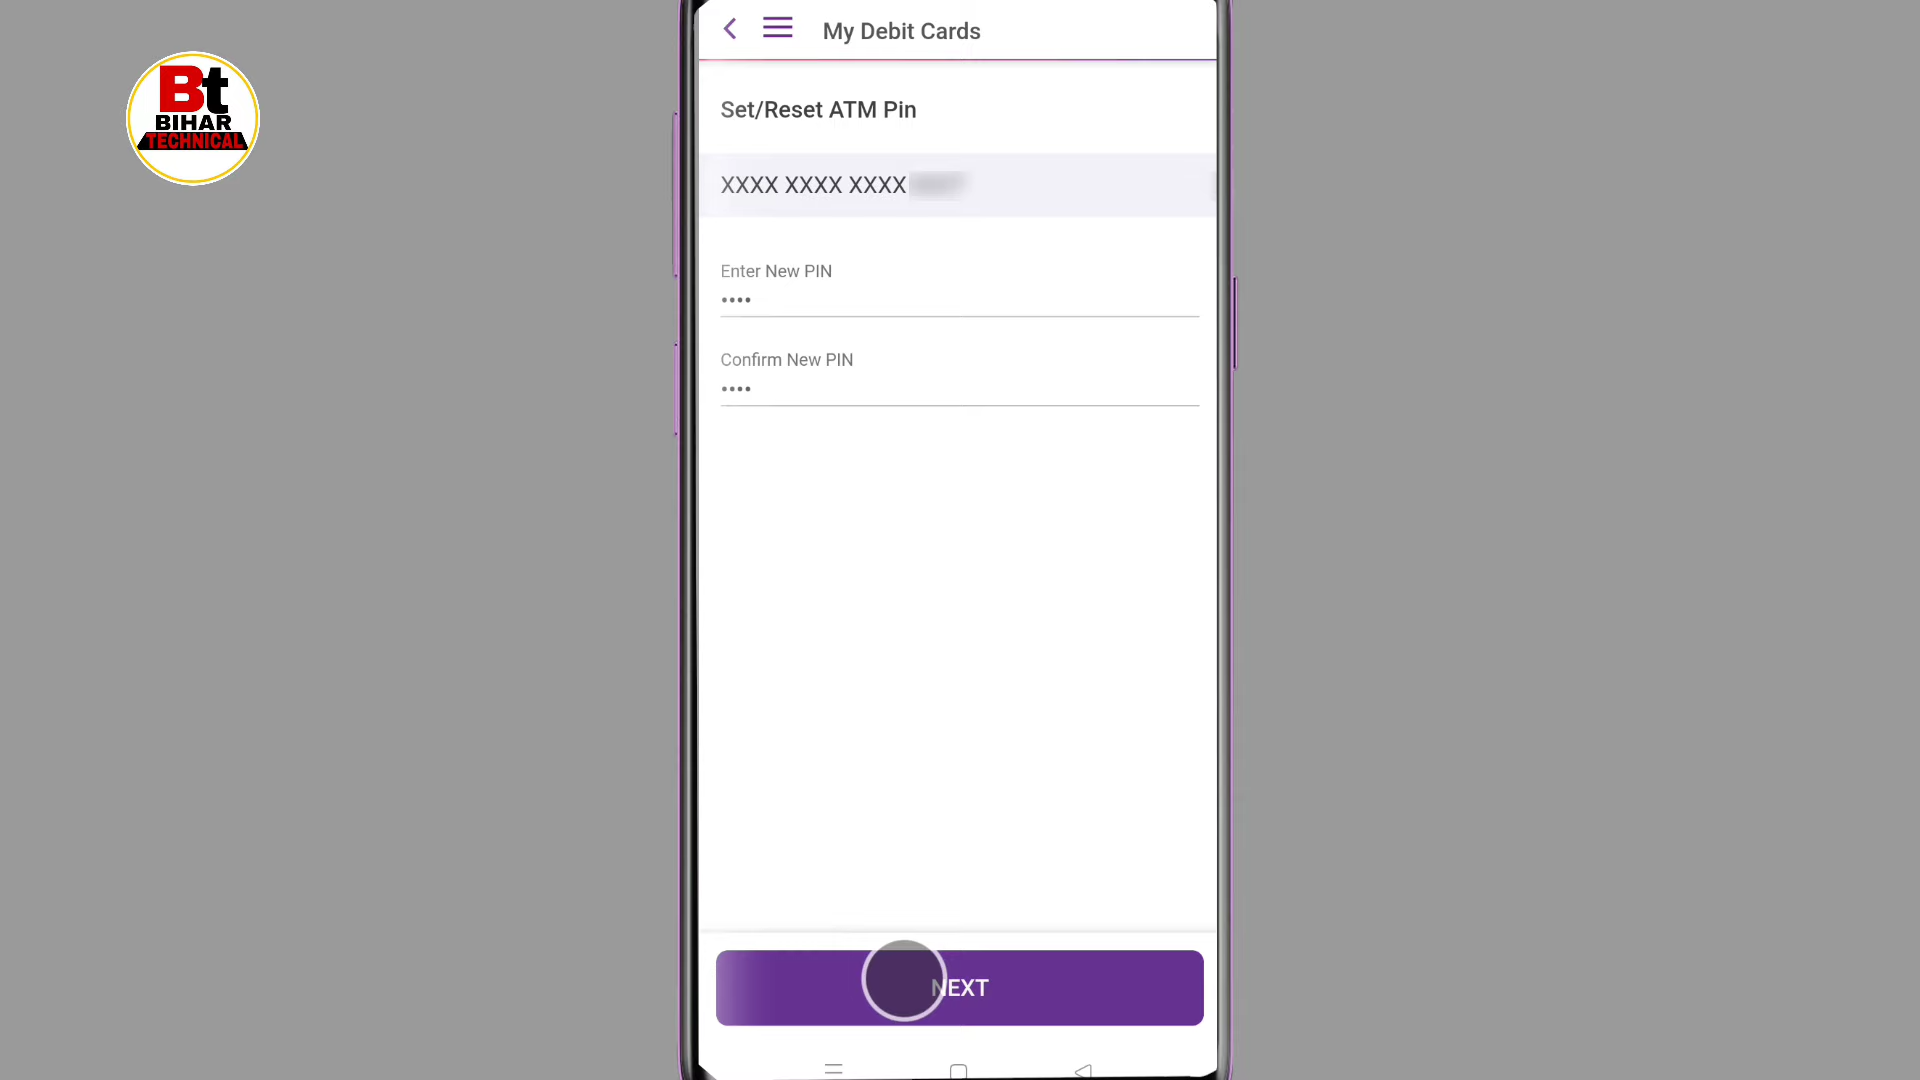 Bt
BIHAR
TECHNICAL
My Debit Cards
Set/Reset ATM Pin
XXXX XXXX XXXX
Enter New PIN
••••
Confirm New PIN
••••
NEXT